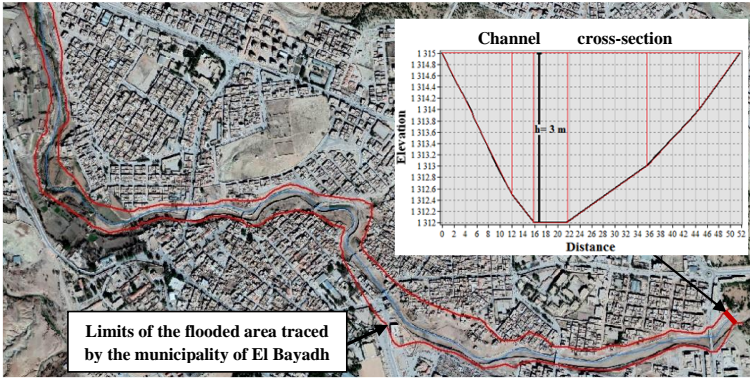 Channel cross-section
1 315
1 314.8
1 314.6
1 314.4
1 314.2
1 314
1 313.8
1 313.6
1 313.4
1 313.2
1 313
1 312.8
1 312.6
1 312.4
1 312.2
1 312
Elevation
h= 3 m
0 2 4 6 8 10 12 14 16 18 20 22 24 26 28 30 32 34 36 38 40 42 44 46 48 50 52
Distance
Limits of the flooded area traced
by the municipality of El Bayadh